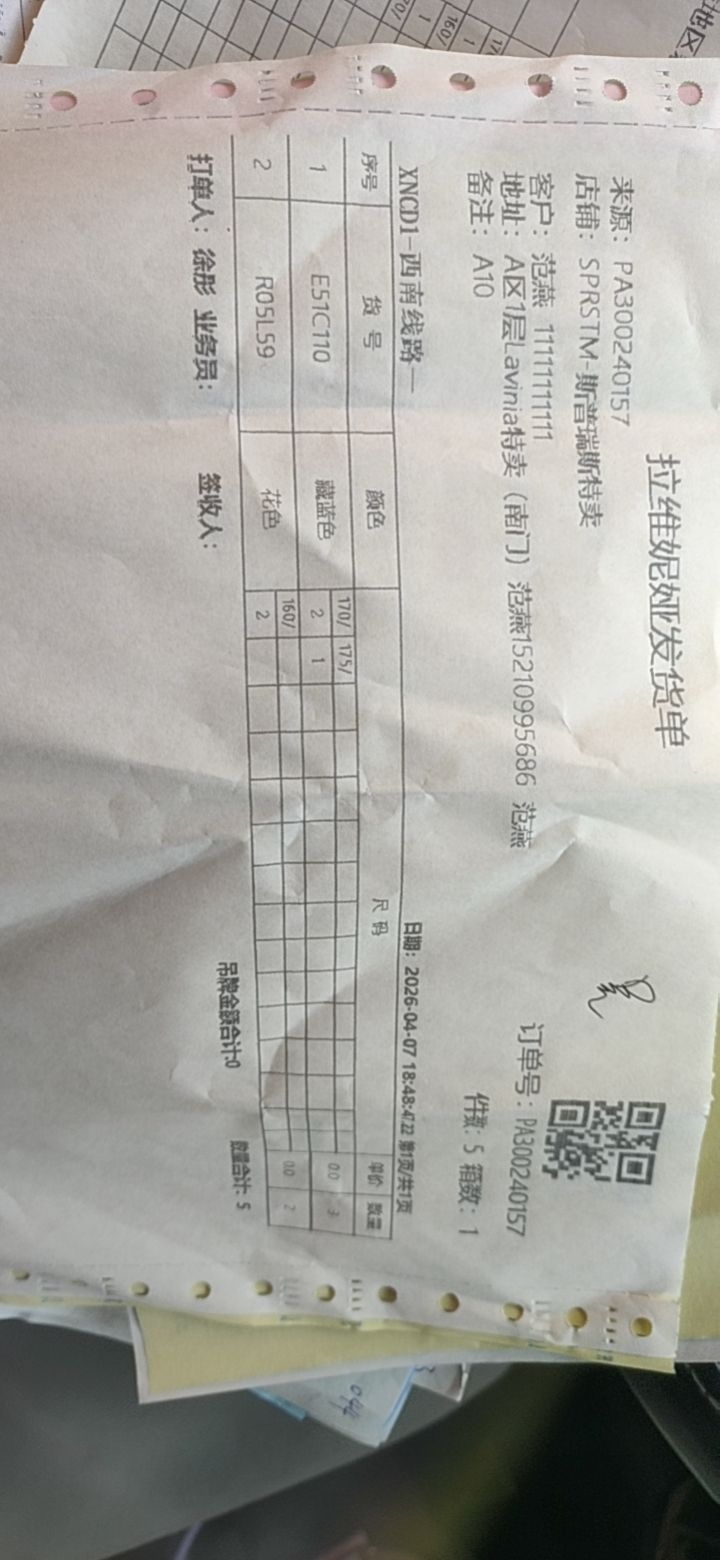 拉维妮娅发货单
来源：PA300240157
店铺：SPRSTM-斯普瑞斯特卖
订单号：PA300240157
客户：范燕 11111111111
地址：A区1层Lavinia特卖（南门）范燕15210995686 范燕
备注：A10
件数：5 箱数：1
XNCD1-西南线路一
日期：2026-04-07 18:48:47/22 第1页/共1页
序号 货号 颜色 尺码 单价 数量
170/ 175/
1 E51C110 藏蓝色 2 1 0.0 3
160/
2 R05L59 花色 2 0.0 2
打单人：徐彤 业务员： 签收人： 吊牌金额合计:0 数量合计：5